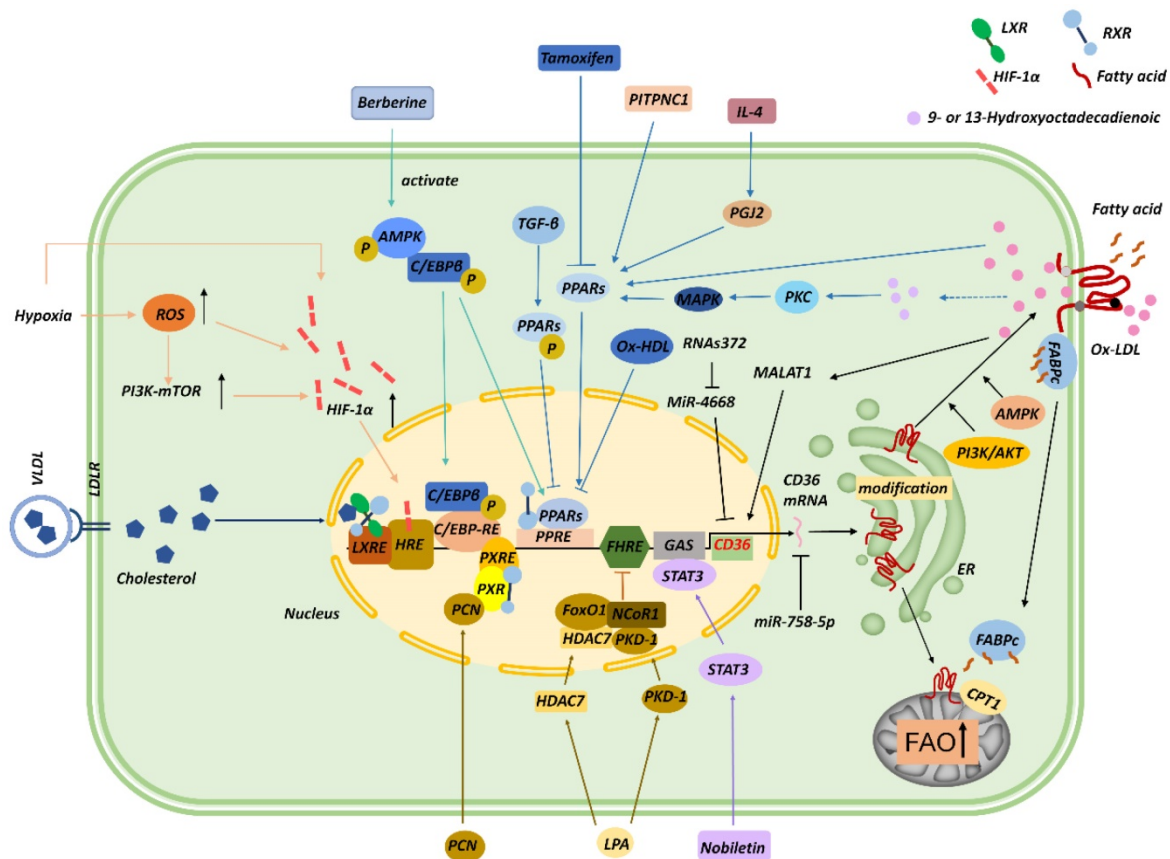 LXR
RXR
HIF-1α
Fatty acid
9- or 13-Hydroxyoctadecadienoic
Tamoxifen
Berberine
PITPNC1
IL-4
activate
AMPK
P
C/EBPβ
P
TGF-β
PGJ2
PPARs
MAPK
PKC
Fatty acid
Ox-LDL
FABPc
Hypoxia
ROS
PI3K-mTOR
HIF-1α
PPARs
P
Ox-HDL
RNAs372
MiR-4668
MALAT1
AMPK
PI3K/AKT
VLDL
LDLR
Cholesterol
Nucleus
C/EBPβ
P
C/EBP-RE
LXRE
HRE
PXRE
PXR
PCN
PPARs
PPRE
FHRE
GAS
CD36
STAT3
CD36
mRNA
modification
ER
miR-758-5p
FoxO1
NCoR1
HDAC7
PKD-1
HDAC7
PKD-1
STAT3
FABPc
CPT1
FAO
PCN
LPA
Nobiletin